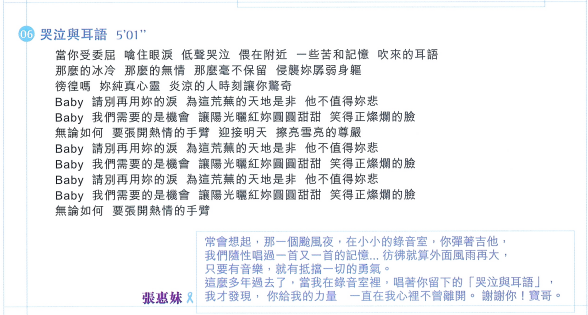 06 哭泣與耳語 5'01''
當你受委屈 噙住眼淚 低聲哭泣 偎在附近 一些苦和記憶 吹來的耳語
那麼的冰冷 那麼的無情 那麼毫不保留 侵襲妳孱弱身軀
徬徨嗎 妳純真心靈 炎涼的人時刻讓你驚奇
Baby 請別再用妳的淚 為這荒蕪的天地是非 他不值得妳悲
Baby 我們需要的是機會 讓陽光曬紅妳圓圓甜甜 笑得正燦爛的臉
無論如何 要張開熱情的手臂 迎接明天 擦亮雪亮的尊嚴
Baby 請別再用妳的淚 為這荒蕪的天地是非 他不值得妳悲
Baby 我們需要的是機會 讓陽光曬紅妳圓圓甜甜 笑得正燦爛的臉
Baby 請別再用妳的淚 為這荒蕪的天地是非 他不值得妳悲
Baby 我們需要的是機會 讓陽光曬紅妳圓圓甜甜 笑得正燦爛的臉
無論如何 要張開熱情的手臂
常會想起，那一個颱風夜，在小小的錄音室，你彈著吉他，
我們隨性唱過一首又一首的記憶... 彷彿就算外面風雨再大，
只要有音樂，就有抵擋一切的勇氣。
這麼多年過去了，當我在錄音室裡，唱著你留下的「哭泣與耳語」，
我才發現， 你給我的力量 一直在我心裡不曾離開。 謝謝你！寶哥。
張惠妹